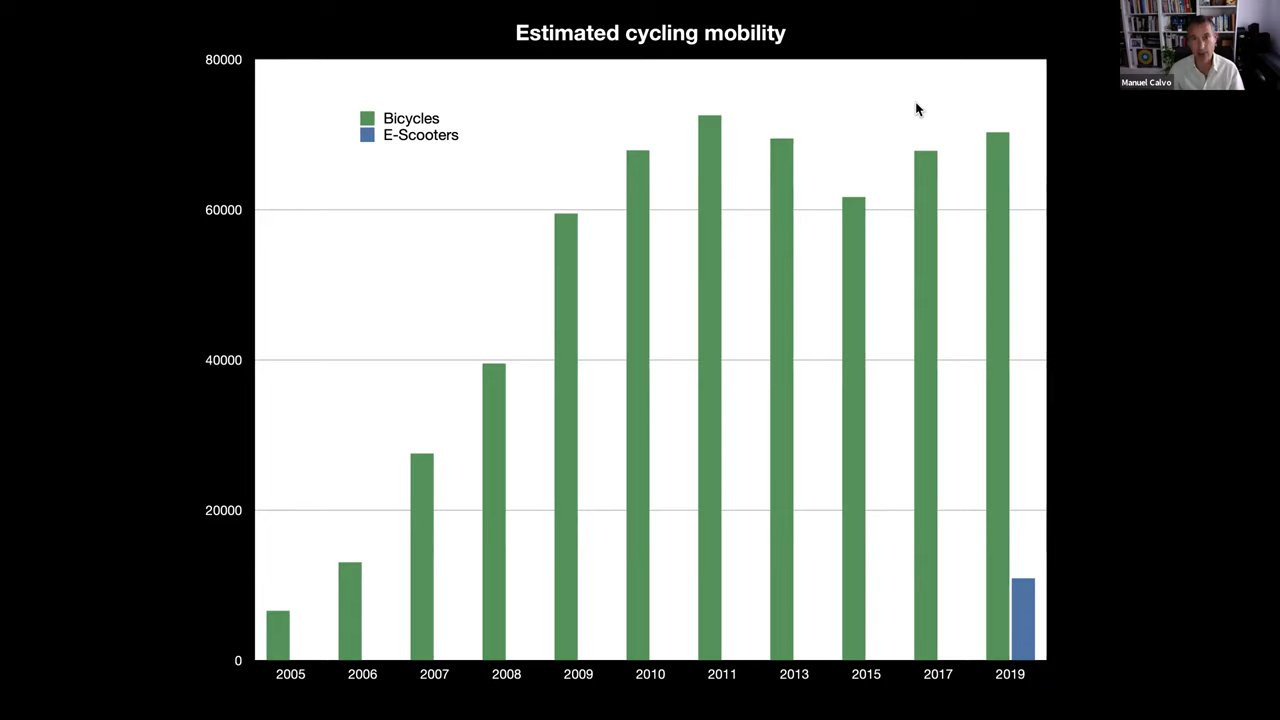 Estimated cycling mobility
Manuel Calvo
80000
Bicycles
E-Scooters
60000
40000
20000
0
2005 2006 2007 2008 2009 2010 2011 2013 2015 2017 2019